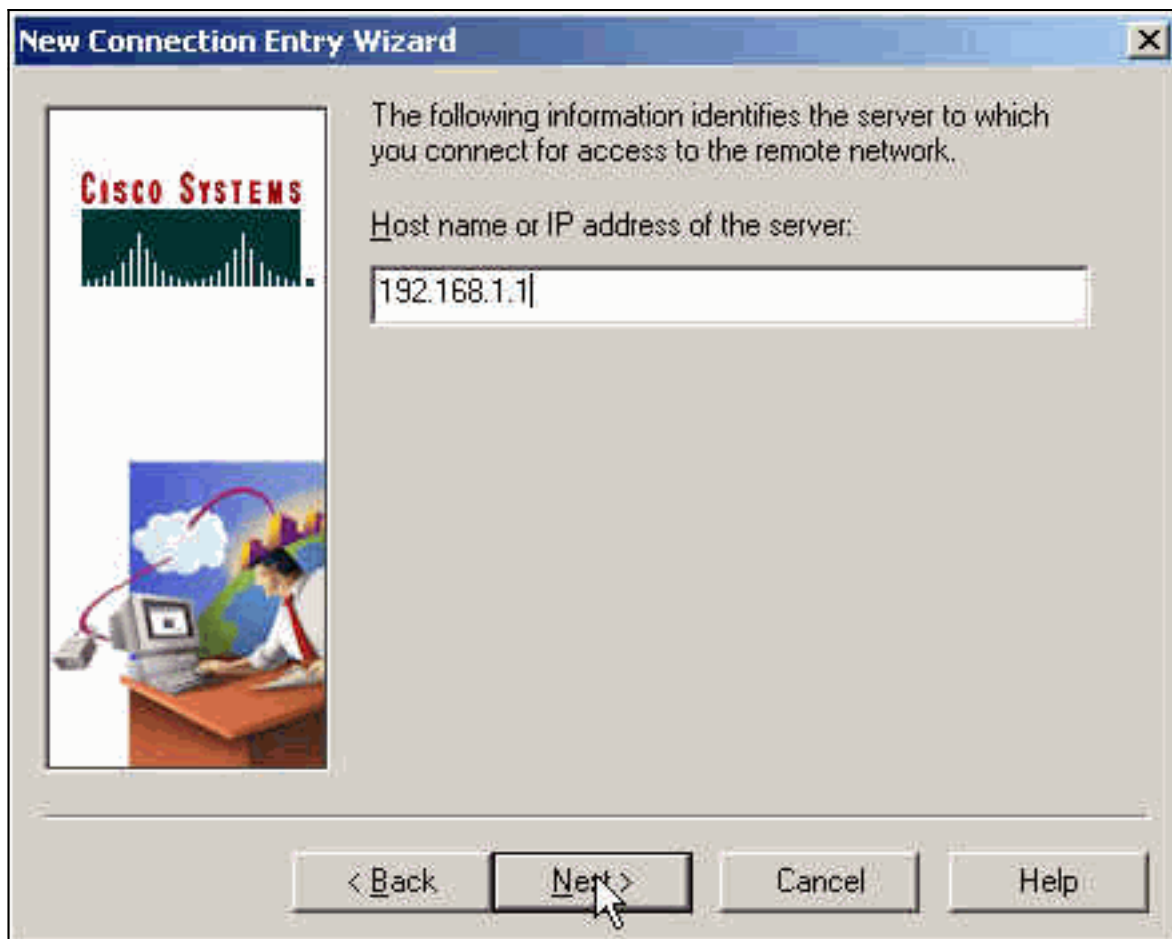 New Connection Entry Wizard
CISCO SYSTEMS
The following information identifies the server to which
you connect for access to the remote network.
Host name or IP address of the server:
192.168.1.1
< Back
Next >
Cancel
Help